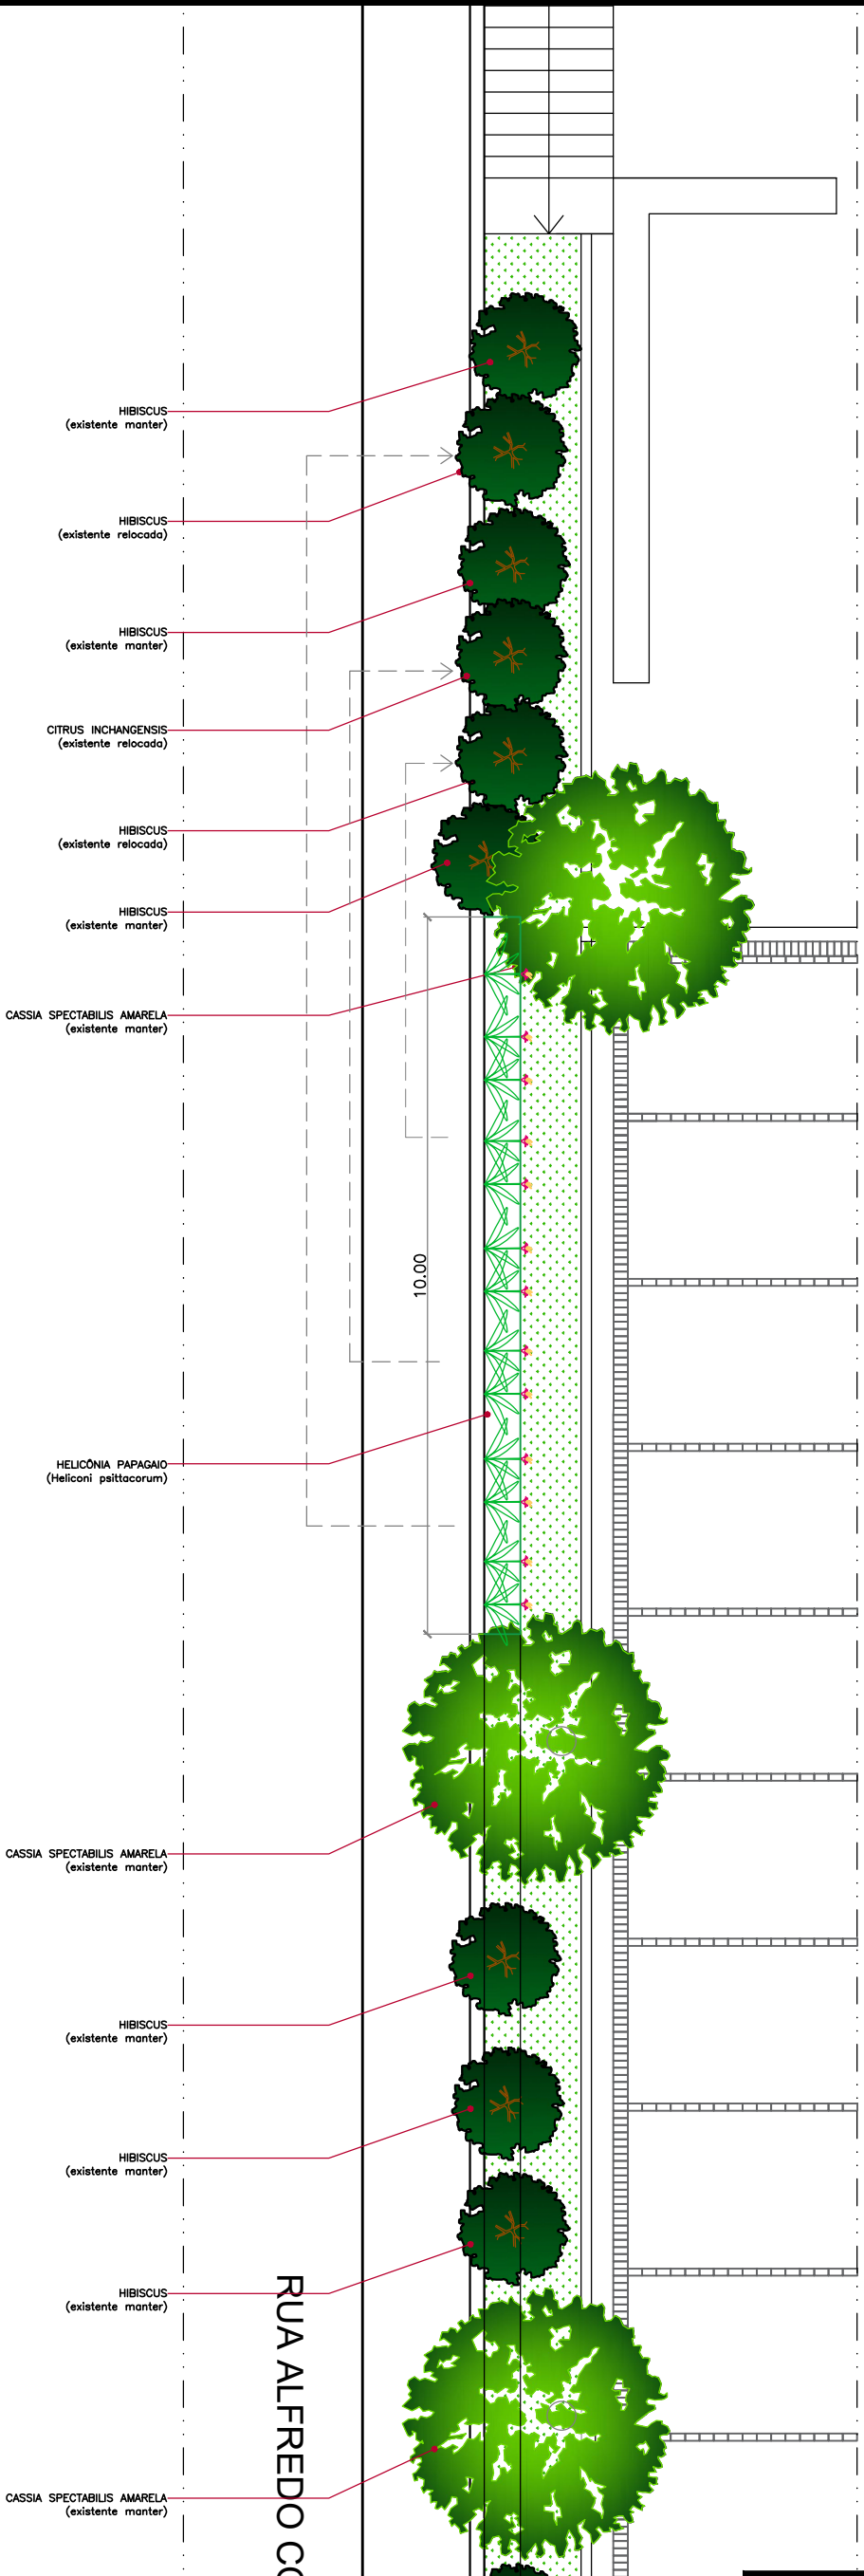 HIBISCUS
(existente manter)
HIBISCUS
(existente relocada)
HIBISCUS
(existente manter)
CITRUS INCHANGENSIS
(existente relocada)
HIBISCUS
(existente relocada)
HIBISCUS
(existente manter)
CASSIA SPECTABILIS AMARELA
(existente manter)
10.00
HELICÔNIA PAPAGAIO
(Heliconi psittacorum)
CASSIA SPECTABILIS AMARELA
(existente manter)
HIBISCUS
(existente manter)
HIBISCUS
(existente manter)
HIBISCUS
(existente manter)
RUA ALFREDO CO
CASSIA SPECTABILIS AMARELA
(existente manter)